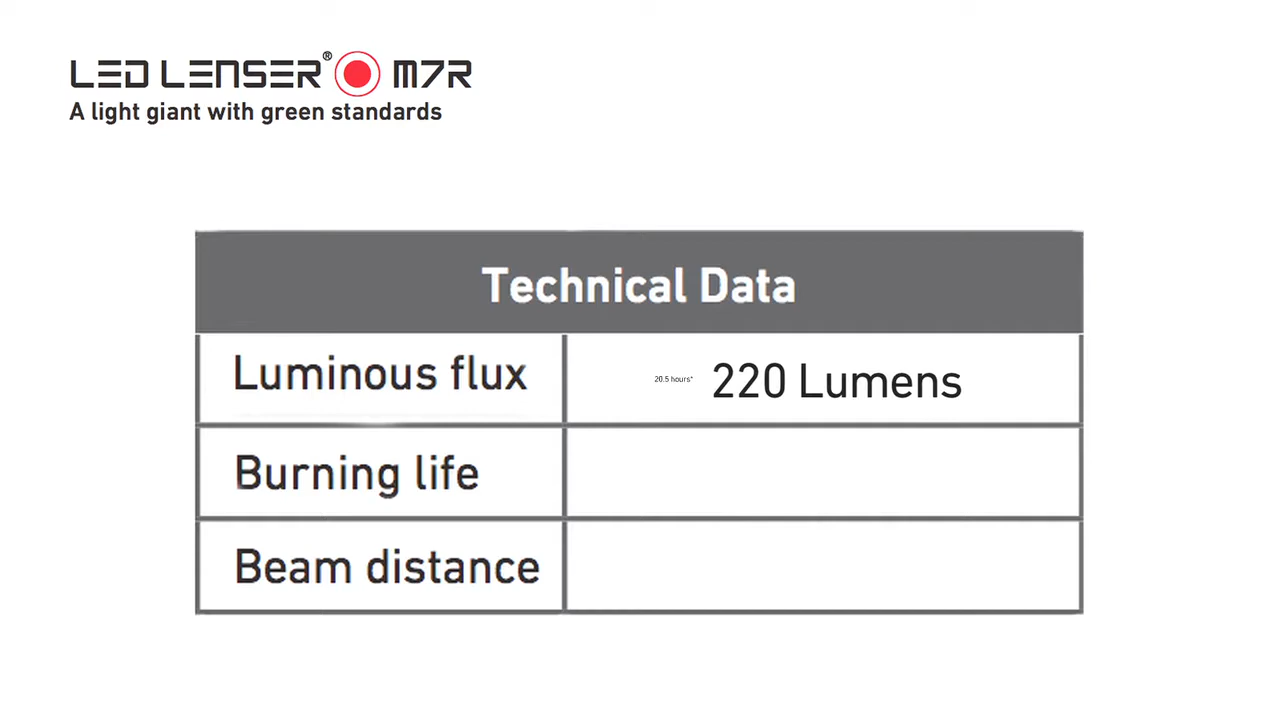 LED LENSER® M7R
A light giant with green standards
Technical Data
Luminous flux 20.5 hours* 220 Lumens
Burning life
Beam distance